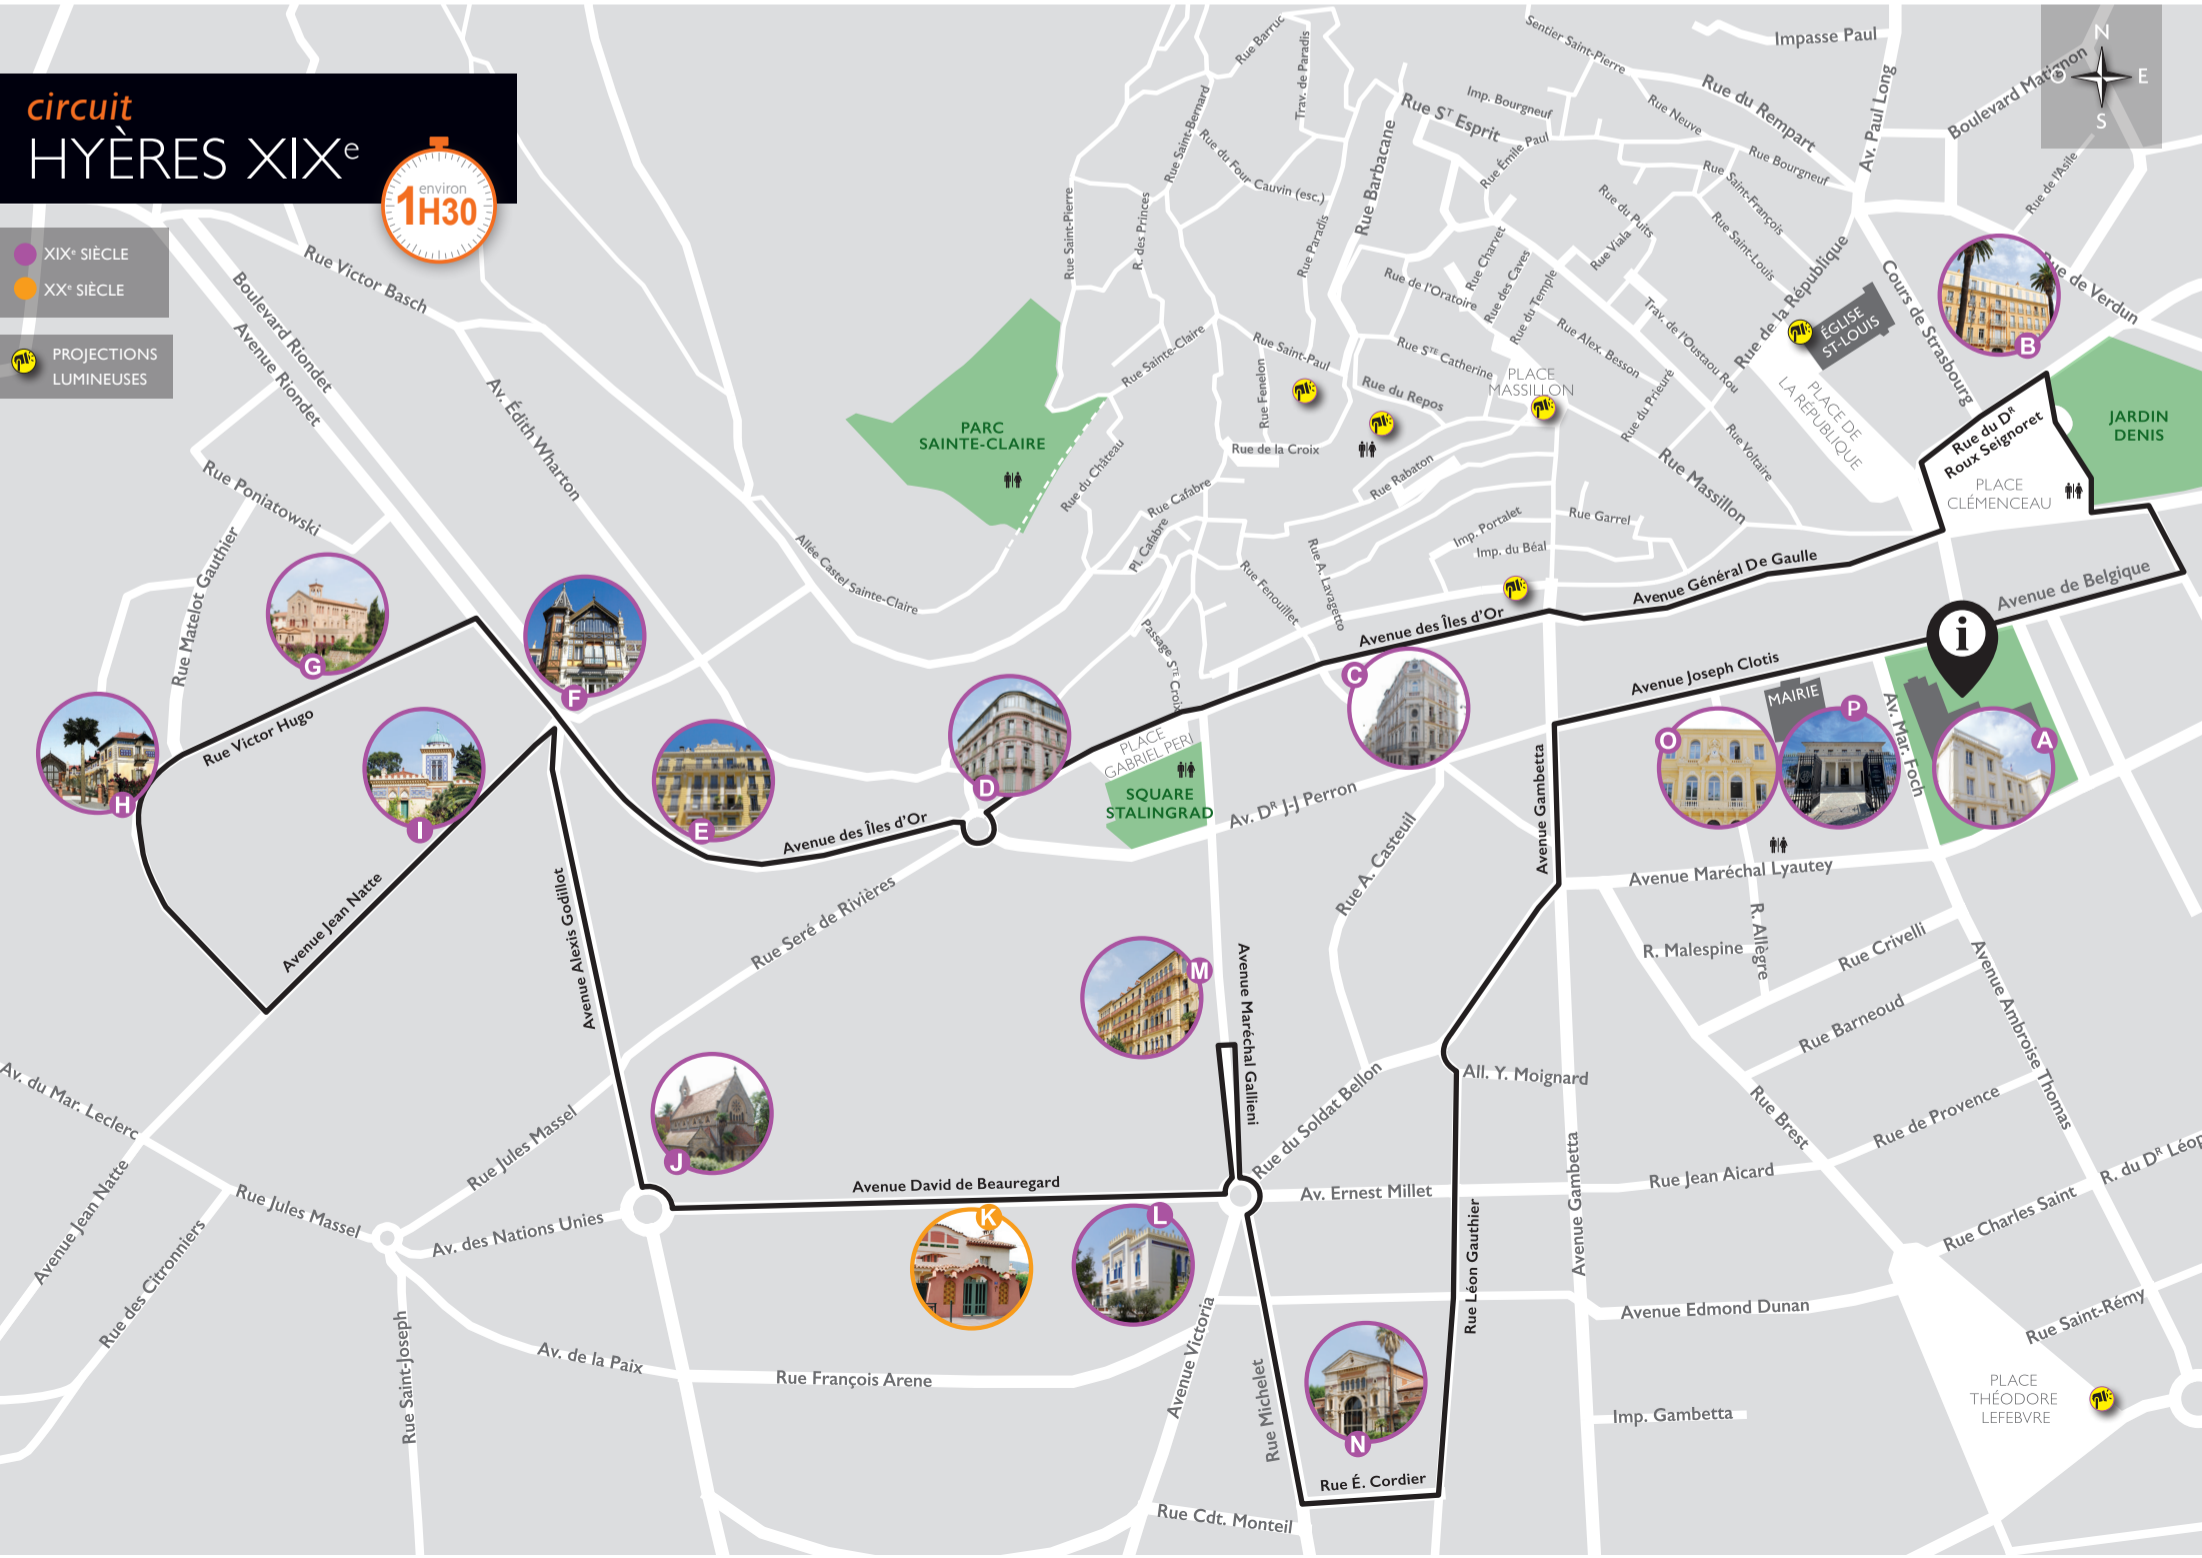 circuit
HYÈRES XIXe
environ
1H30
XIXe SIÈCLE
XXe SIÈCLE
PROJECTIONS
LUMINEUSES
N
O
E
S
Impasse Paul
Boulevard Matignon
Av. Paul Long
Sentier Saint-Pierre
Rue du Rempart
Rue de l'Asile
Rue Barruc
Trav. de Paradis
Imp. Bourgneuf
Rue Neuve
Rue ST Esprit
Rue Saint-Bernard
Rue du Four Cauvin (esc.)
Rue Barbacane
Rue Émile Paul
Rue Bourgneuf
Rue Saint-François
Rue du Puits
Rue Saint-Louis
Rue Viala
Rue Saint-Pierre
R. des Princes
Rue Paradis
Rue Charvet
Rue des Caves
Rue de l'Oratoire
Rue du Temple
Rue de la République
Cours de Strasbourg
Rue de Verdun
B
ÉGLISE
ST-LOUIS
Rue Victor Basch
Boulevard Riondet
Avenue Riondet
Av. Édith Wharton
Rue Sainte-Claire
Rue Saint-Paul
Rue Fenelon
Rue STE Catherine
Rue Alex. Besson
Trav. de l'Oustaou Rou
Rue du Repos
PLACE
MASSILLON
Rue du Prieuré
PLACE DE
LA RÉPUBLIQUE
PARC
SAINTE-CLAIRE
Rue du Château
Rue de la Croix
Rue Rabaton
Rue Massillon
Rue Voltaire
Rue du DR
Roux Seignoret
JARDIN
DENIS
PLACE
CLÉMENCEAU
Rue Poniatowski
Rue Matelot Gauthier
Rue Cafabre
Pl. Cafabre
Imp. Portalet
Imp. du Béal
Rue Garrel
Allée Castel Sainte-Claire
Rue Fenouillet
Rue A. Lavagetto
Passage STE Croix
Avenue Général De Gaulle
Avenue des Îles d'Or
Avenue de Belgique
i
G
F
Rue Victor Hugo
H
I
E
D
C
PLACE
GABRIEL PERI
SQUARE
STALINGRAD
Av. DR J-J Perron
Avenue des Îles d'Or
Avenue Joseph Clotis
MAIRIE
O
P
A
Av. Mar. Foch
Avenue Gambetta
Rue A. Casteuil
Avenue Maréchal Lyautey
R. Malespine
R. Allègre
Rue Crivelli
Rue Barneoud
Avenue Ambroise Thomas
Avenue Jean Natte
Avenue Alexis Godillot
Rue Seré de Rivières
M
Avenue Maréchal Gallieni
Rue du Soldat Bellon
All. Y. Moignard
Rue Brest
Rue de Provence
Av. du Mar. Leclerc
Rue Jules Massel
J
Avenue David de Beauregard
Av. Ernest Millet
Avenue Gambetta
Rue Jean Aicard
R. du DR Léop
Rue Charles Saint
Avenue Jean Natte
Rue Jules Massel
Rue des Citronniers
Av. des Nations Unies
K
L
Rue Léon Gauthier
Avenue Edmond Dunan
Rue Saint-Rémy
Rue Saint-Joseph
Av. de la Paix
Rue François Arene
Avenue Victoria
Rue Michelet
N
Imp. Gambetta
PLACE
THÉODORE
LEFEBVRE
Rue É. Cordier
Rue Cdt. Monteil